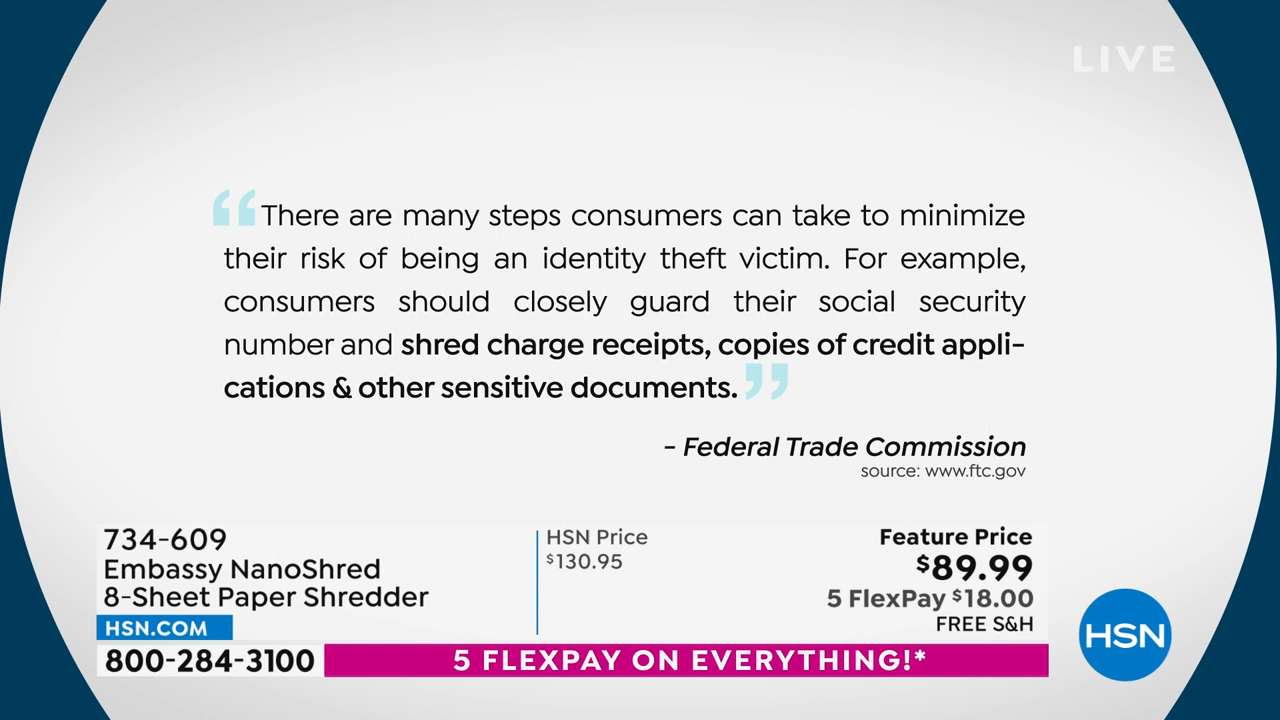 LIVE
“There are many steps consumers can take to minimize
their risk of being an identity theft victim. For example,
consumers should closely guard their social security
number and shred charge receipts, copies of credit appli-
cations & other sensitive documents.”
- Federal Trade Commission
source: www.ftc.gov
734-609
Embassy NanoShred
8-Sheet Paper Shredder
HSN.COM
800-284-3100
HSN Price
$130.95
Feature Price
$89.99
5 FlexPay $18.00
FREE S&H
5 FLEXPAY ON EVERYTHING!*
HSN